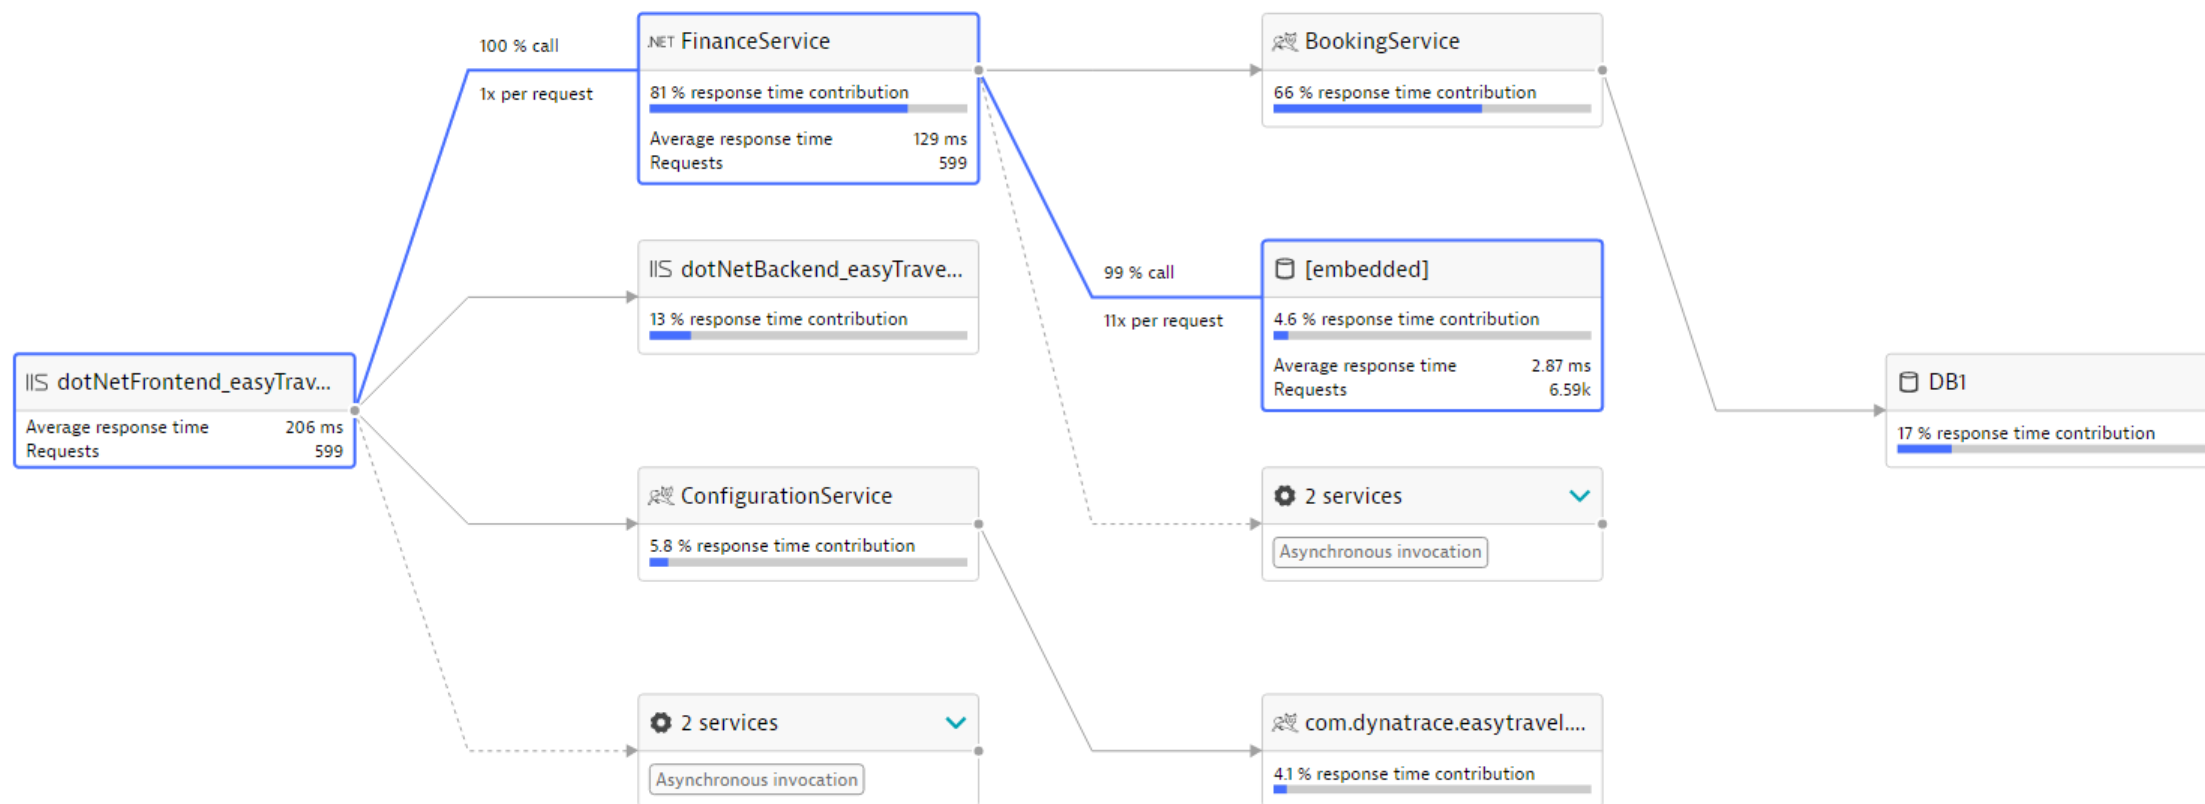 dotNetFrontend_easyTrav...
Average response time 206 ms
Requests 599
100 % call
1x per request
.NET FinanceService
81 % response time contribution
Average response time 129 ms
Requests 599
IIS dotNetBackend_easyTrave...
13 % response time contribution
ConfigurationService
5.8 % response time contribution
2 services
Asynchronous invocation
99 % call
11x per request
BookingService
66 % response time contribution
[embedded]
4.6 % response time contribution
Average response time 2.87 ms
Requests 6.59k
2 services
Asynchronous invocation
com.dynatrace.easytravel....
4.1 % response time contribution
DB1
17 % response time contribution